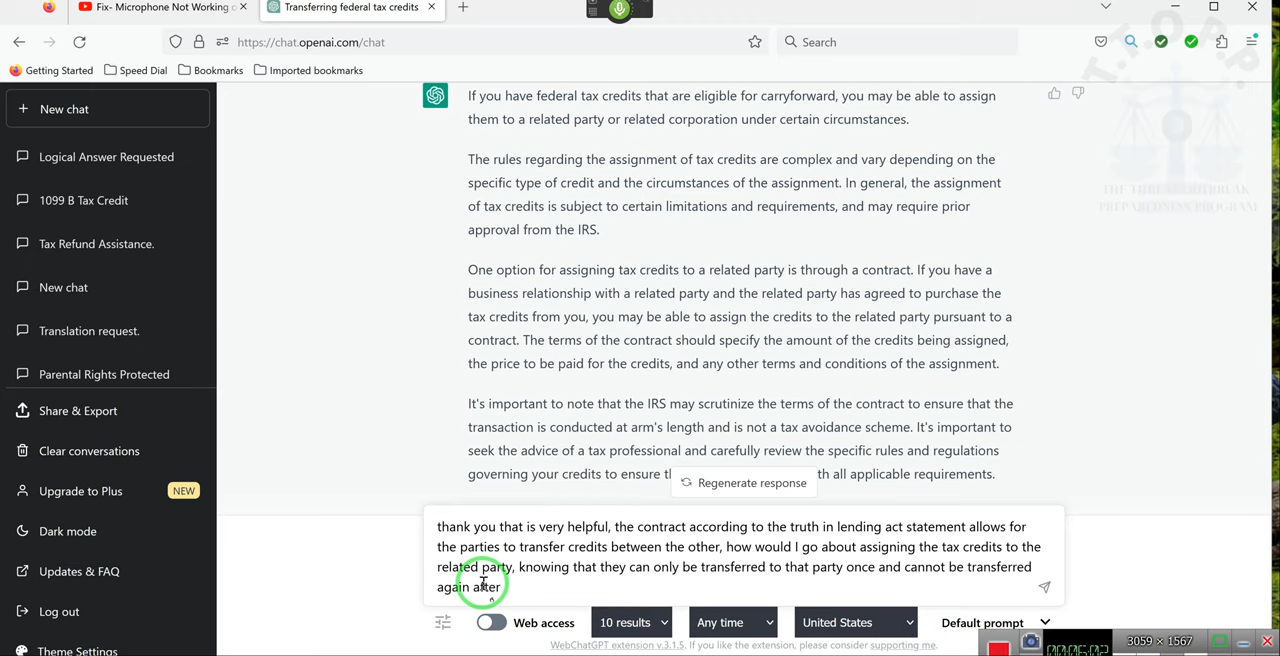 Fix- Microphone Not Working o
Transferring federal tax credits
https://chat.openai.com/chat
Search
Getting Started
Speed Dial
Bookmarks
Imported bookmarks
T.O.R.P.
THE THREAT OUTBREAK
PREPAREDNESS PROGRAM
New chat
Logical Answer Requested
1099 B Tax Credit
Tax Refund Assistance.
New chat
Translation request.
Parental Rights Protected
Share & Export
Clear conversations
Upgrade to Plus
NEW
Dark mode
Updates & FAQ
Log out
Theme Settings
If you have federal tax credits that are eligible for carryforward, you may be able to assign
them to a related party or related corporation under certain circumstances.
The rules regarding the assignment of tax credits are complex and vary depending on the
specific type of credit and the circumstances of the assignment. In general, the assignment
of tax credits is subject to certain limitations and requirements, and may require prior
approval from the IRS.
One option for assigning tax credits to a related party is through a contract. If you have a
business relationship with a related party and the related party has agreed to purchase the
tax credits from you, you may be able to assign the credits to the related party pursuant to a
contract. The terms of the contract should specify the amount of the credits being assigned,
the price to be paid for the credits, and any other terms and conditions of the assignment.
It's important to note that the IRS may scrutinize the terms of the contract to ensure that the
transaction is conducted at arm's length and is not a tax avoidance scheme. It's important to
seek the advice of a tax professional and carefully review the specific rules and regulations
governing your credits to ensure th with all applicable requirements.
Regenerate response
thank you that is very helpful, the contract according to the truth in lending act statement allows for
the parties to transfer credits between the other, how would I go about assigning the tax credits to the
related party, knowing that they can only be transferred to that party once and cannot be transferred
again after
Web access
10 results
Any time
United States
Default prompt
WebChatGPT extension v.3.1.5. If you like the extension, please consider supporting me.
3059 × 1567